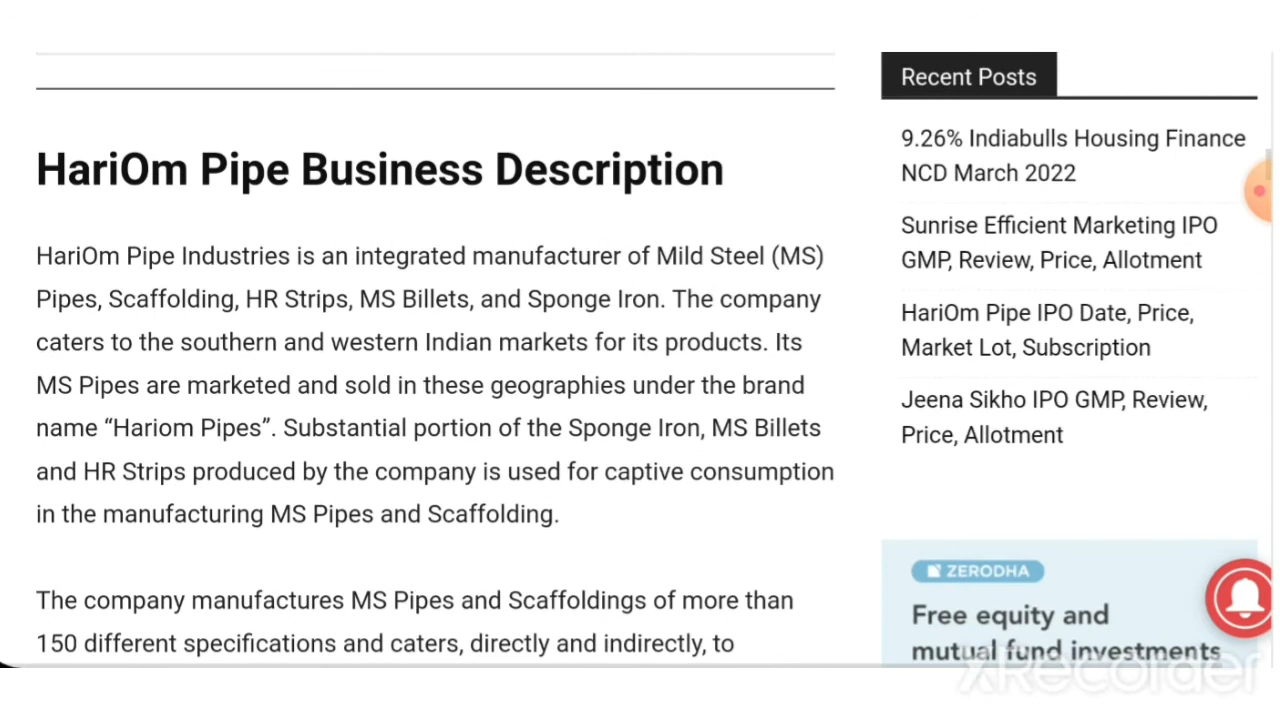 HariOm Pipe Business Description
HariOm Pipe Industries is an integrated manufacturer of Mild Steel (MS)
Pipes, Scaffolding, HR Strips, MS Billets, and Sponge Iron. The company
caters to the southern and western Indian markets for its products. Its
MS Pipes are marketed and sold in these geographies under the brand
name “Hariom Pipes”. Substantial portion of the Sponge Iron, MS Billets
and HR Strips produced by the company is used for captive consumption
in the manufacturing MS Pipes and Scaffolding.
The company manufactures MS Pipes and Scaffoldings of more than
150 different specifications and caters, directly and indirectly, to
Recent Posts
9.26% Indiabulls Housing Finance
NCD March 2022
Sunrise Efficient Marketing IPO
GMP, Review, Price, Allotment
HariOm Pipe IPO Date, Price,
Market Lot, Subscription
Jeena Sikho IPO GMP, Review,
Price, Allotment
ZERODHA
Free equity and
mutual fund investments
XRecorder